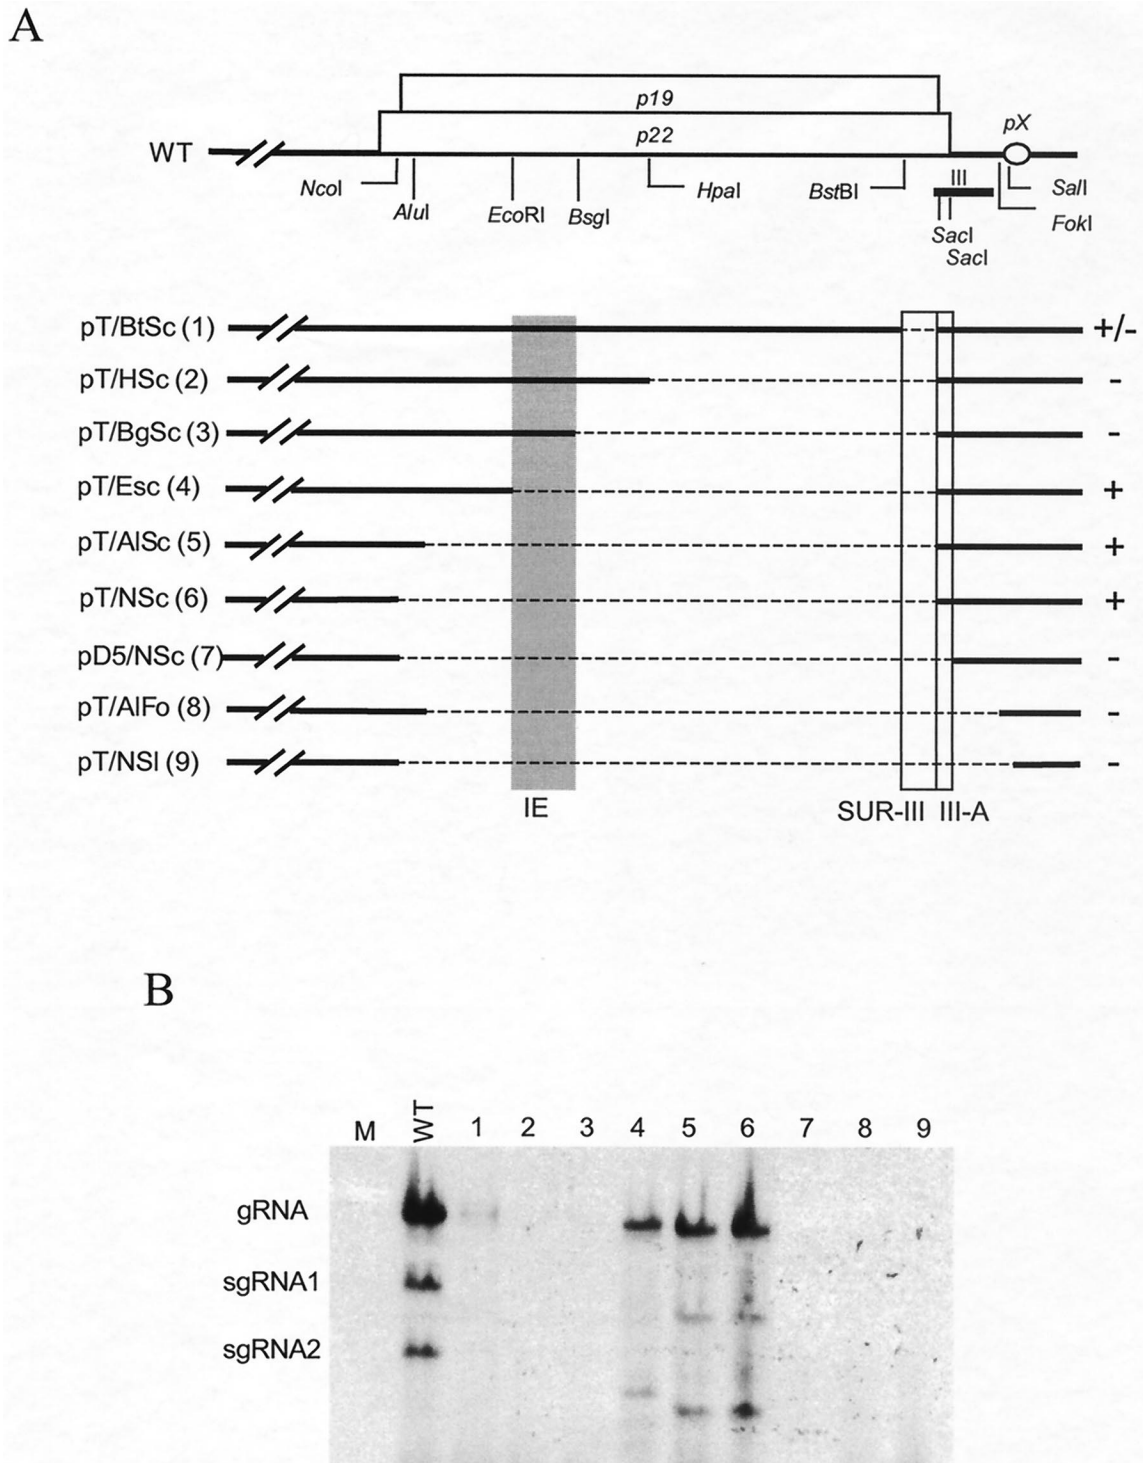 A
p19
p22
pX
WT
NcoI
AluI
EcoRI
BsgI
HpaI
BstBI
III
SalI
FokI
SacI
SacI
pT/BtSc (1) +/-
pT/HSc (2) -
pT/BgSc (3) -
pT/Esc (4) +
pT/AlSc (5) +
pT/NSc (6) +
pD5/NSc (7) -
pT/AlFo (8) -
pT/NSl (9) -
IE
SUR-III III-A
B
M WT 1 2 3 4 5 6 7 8 9
gRNA
sgRNA1
sgRNA2